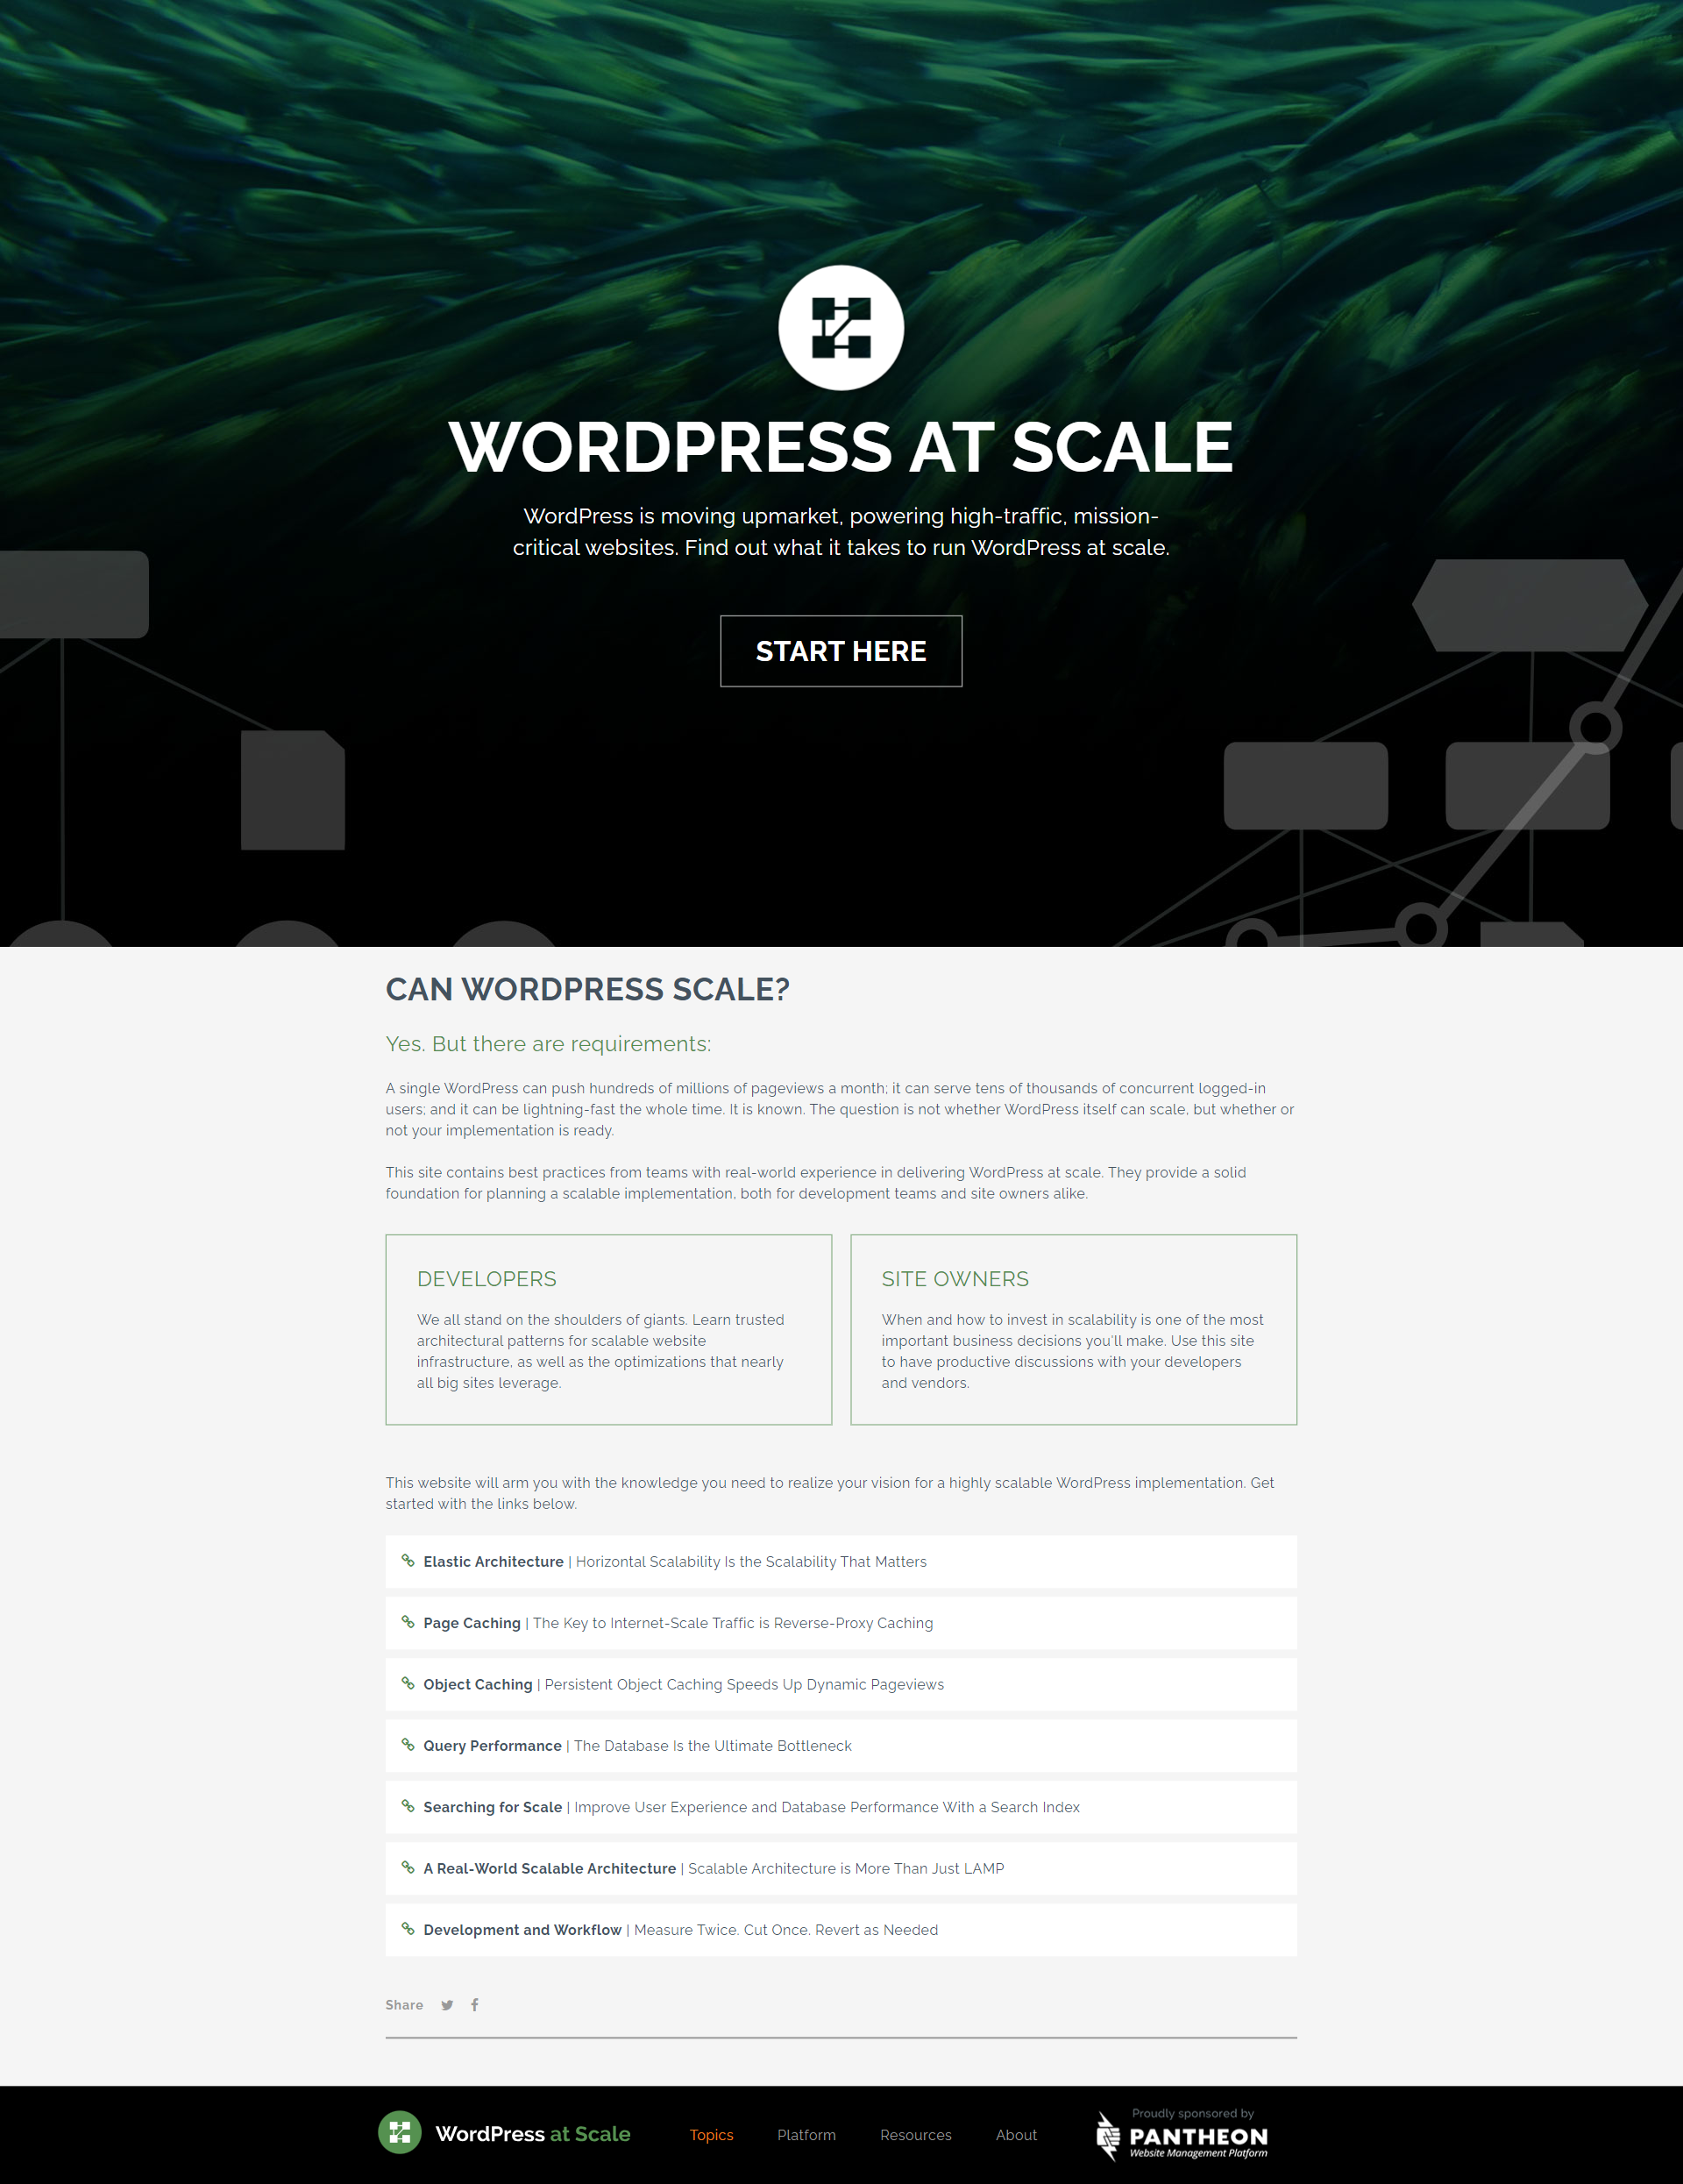 WORDPRESS AT SCALE
WordPress is moving upmarket, powering high-traffic, mission-
critical websites. Find out what it takes to run WordPress at scale.
START HERE
CAN WORDPRESS SCALE?
Yes. But there are requirements:
A single WordPress can push hundreds of millions of pageviews a month; it can serve tens of thousands of concurrent logged-in
users; and it can be lightning-fast the whole time. It is known. The question is not whether WordPress itself can scale, but whether or
not your implementation is ready.
This site contains best practices from teams with real-world experience in delivering WordPress at scale. They provide a solid
foundation for planning a scalable implementation, both for development teams and site owners alike.
DEVELOPERS
We all stand on the shoulders of giants. Learn trusted
architectural patterns for scalable website
infrastructure, as well as the optimizations that nearly
all big sites leverage.
SITE OWNERS
When and how to invest in scalability is one of the most
important business decisions you'll make. Use this site
to have productive discussions with your developers
and vendors.
This website will arm you with the knowledge you need to realize your vision for a highly scalable WordPress implementation. Get
started with the links below.
Elastic Architecture | Horizontal Scalability Is the Scalability That Matters
Page Caching | The Key to Internet-Scale Traffic is Reverse-Proxy Caching
Object Caching | Persistent Object Caching Speeds Up Dynamic Pageviews
Query Performance | The Database Is the Ultimate Bottleneck
Searching for Scale | Improve User Experience and Database Performance With a Search Index
A Real-World Scalable Architecture | Scalable Architecture is More Than Just LAMP
Development and Workflow | Measure Twice. Cut Once. Revert as Needed
Share
WordPress at Scale
Topics
Platform
Resources
About
Proudly sponsored by
PANTHEON
Website Management Platform